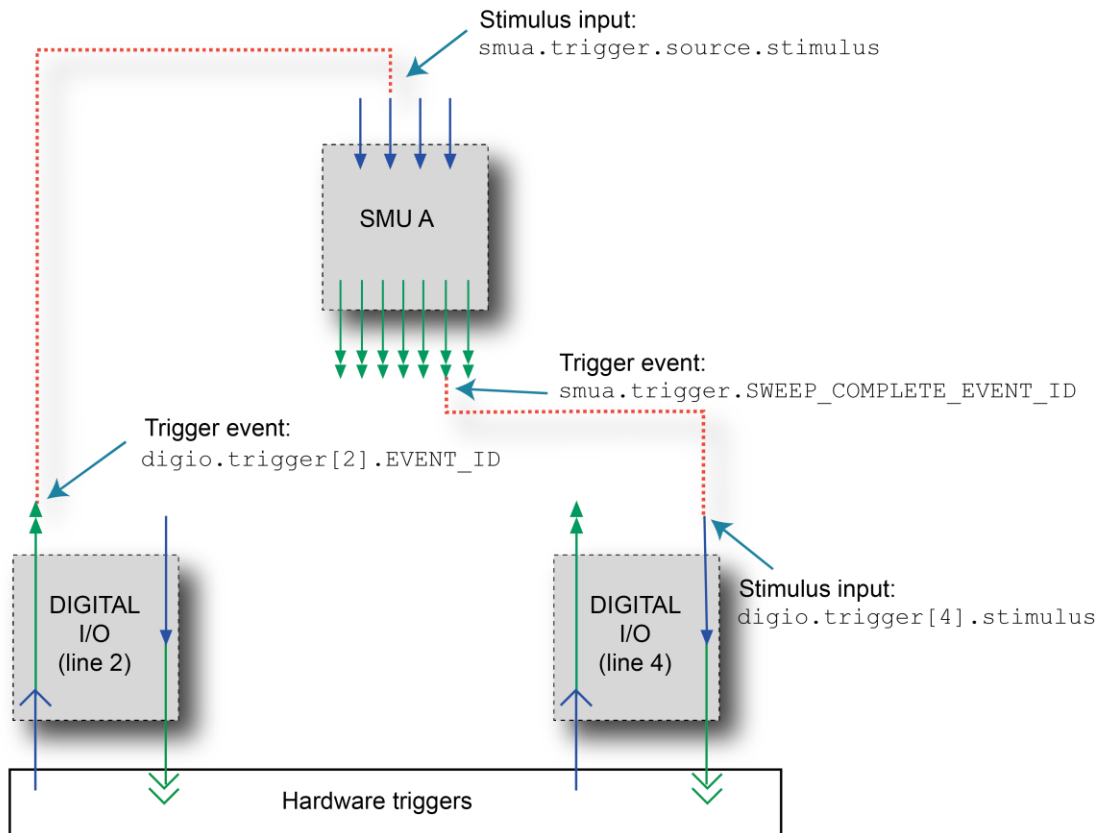 Stimulus input:
smua.trigger.source.stimulus
SMU A
Trigger event:
smua.trigger.SWEEP_COMPLETE_EVENT_ID
Trigger event:
digio.trigger[2].EVENT_ID
DIGITAL
I/O
(line 2)
DIGITAL
I/O
(line 4)
Stimulus input:
digio.trigger[4].stimulus
Hardware triggers